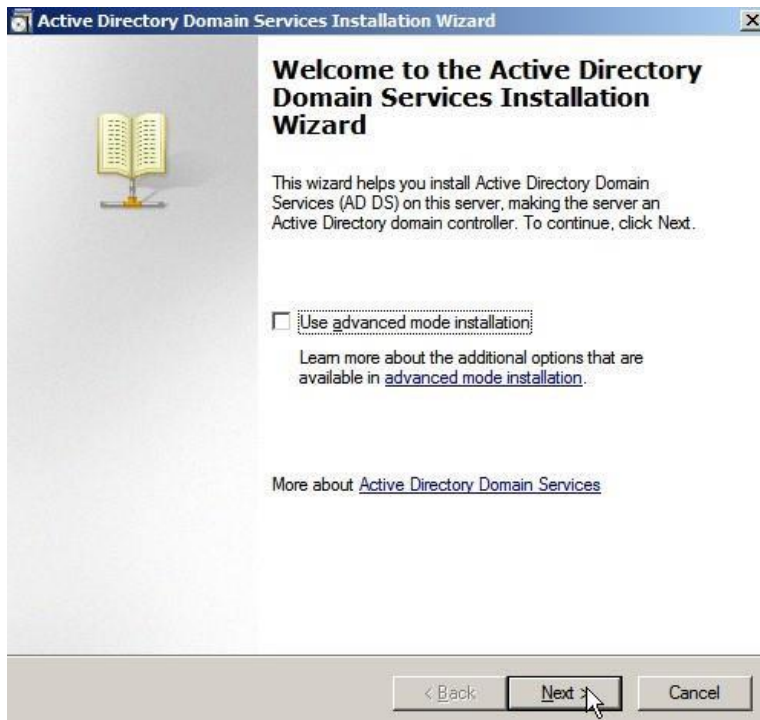 Active Directory Domain Services Installation Wizard
Welcome to the Active Directory
Domain Services Installation
Wizard
This wizard helps you install Active Directory Domain
Services (AD DS) on this server, making the server an
Active Directory domain controller. To continue, click Next.
Use advanced mode installation
Learn more about the additional options that are
available in advanced mode installation.
More about Active Directory Domain Services
< Back Next > Cancel